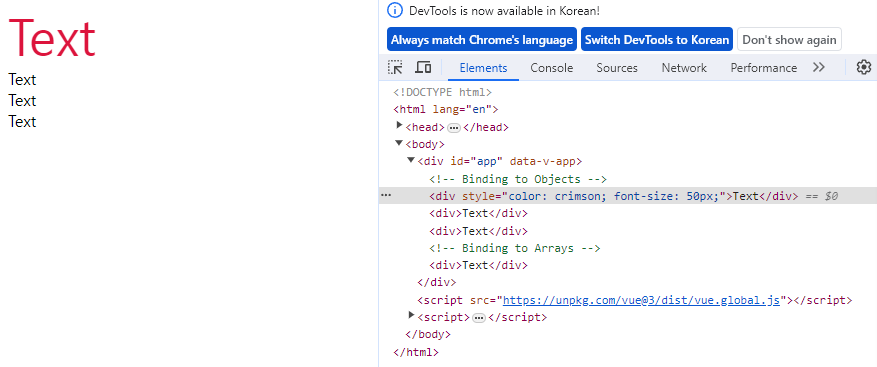 Text
Text
Text
Text
DevTools is now available in Korean!
Always match Chrome's language Switch DevTools to Korean Don't show again
Elements Console Sources Network Performance
<!DOCTYPE html>
<html lang="en">
<head> ••• </head>
<body>
<div id="app" data-v-app>
<!-- Binding to Objects -->
<div style="color: crimson; font-size: 50px;">Text</div> == $0
<div>Text</div>
<div>Text</div>
<!-- Binding to Arrays -->
<div>Text</div>
</div>
<script src="https://unpkg.com/vue@3/dist/vue.global.js"></script>
<script> ••• </script>
</body>
</html>